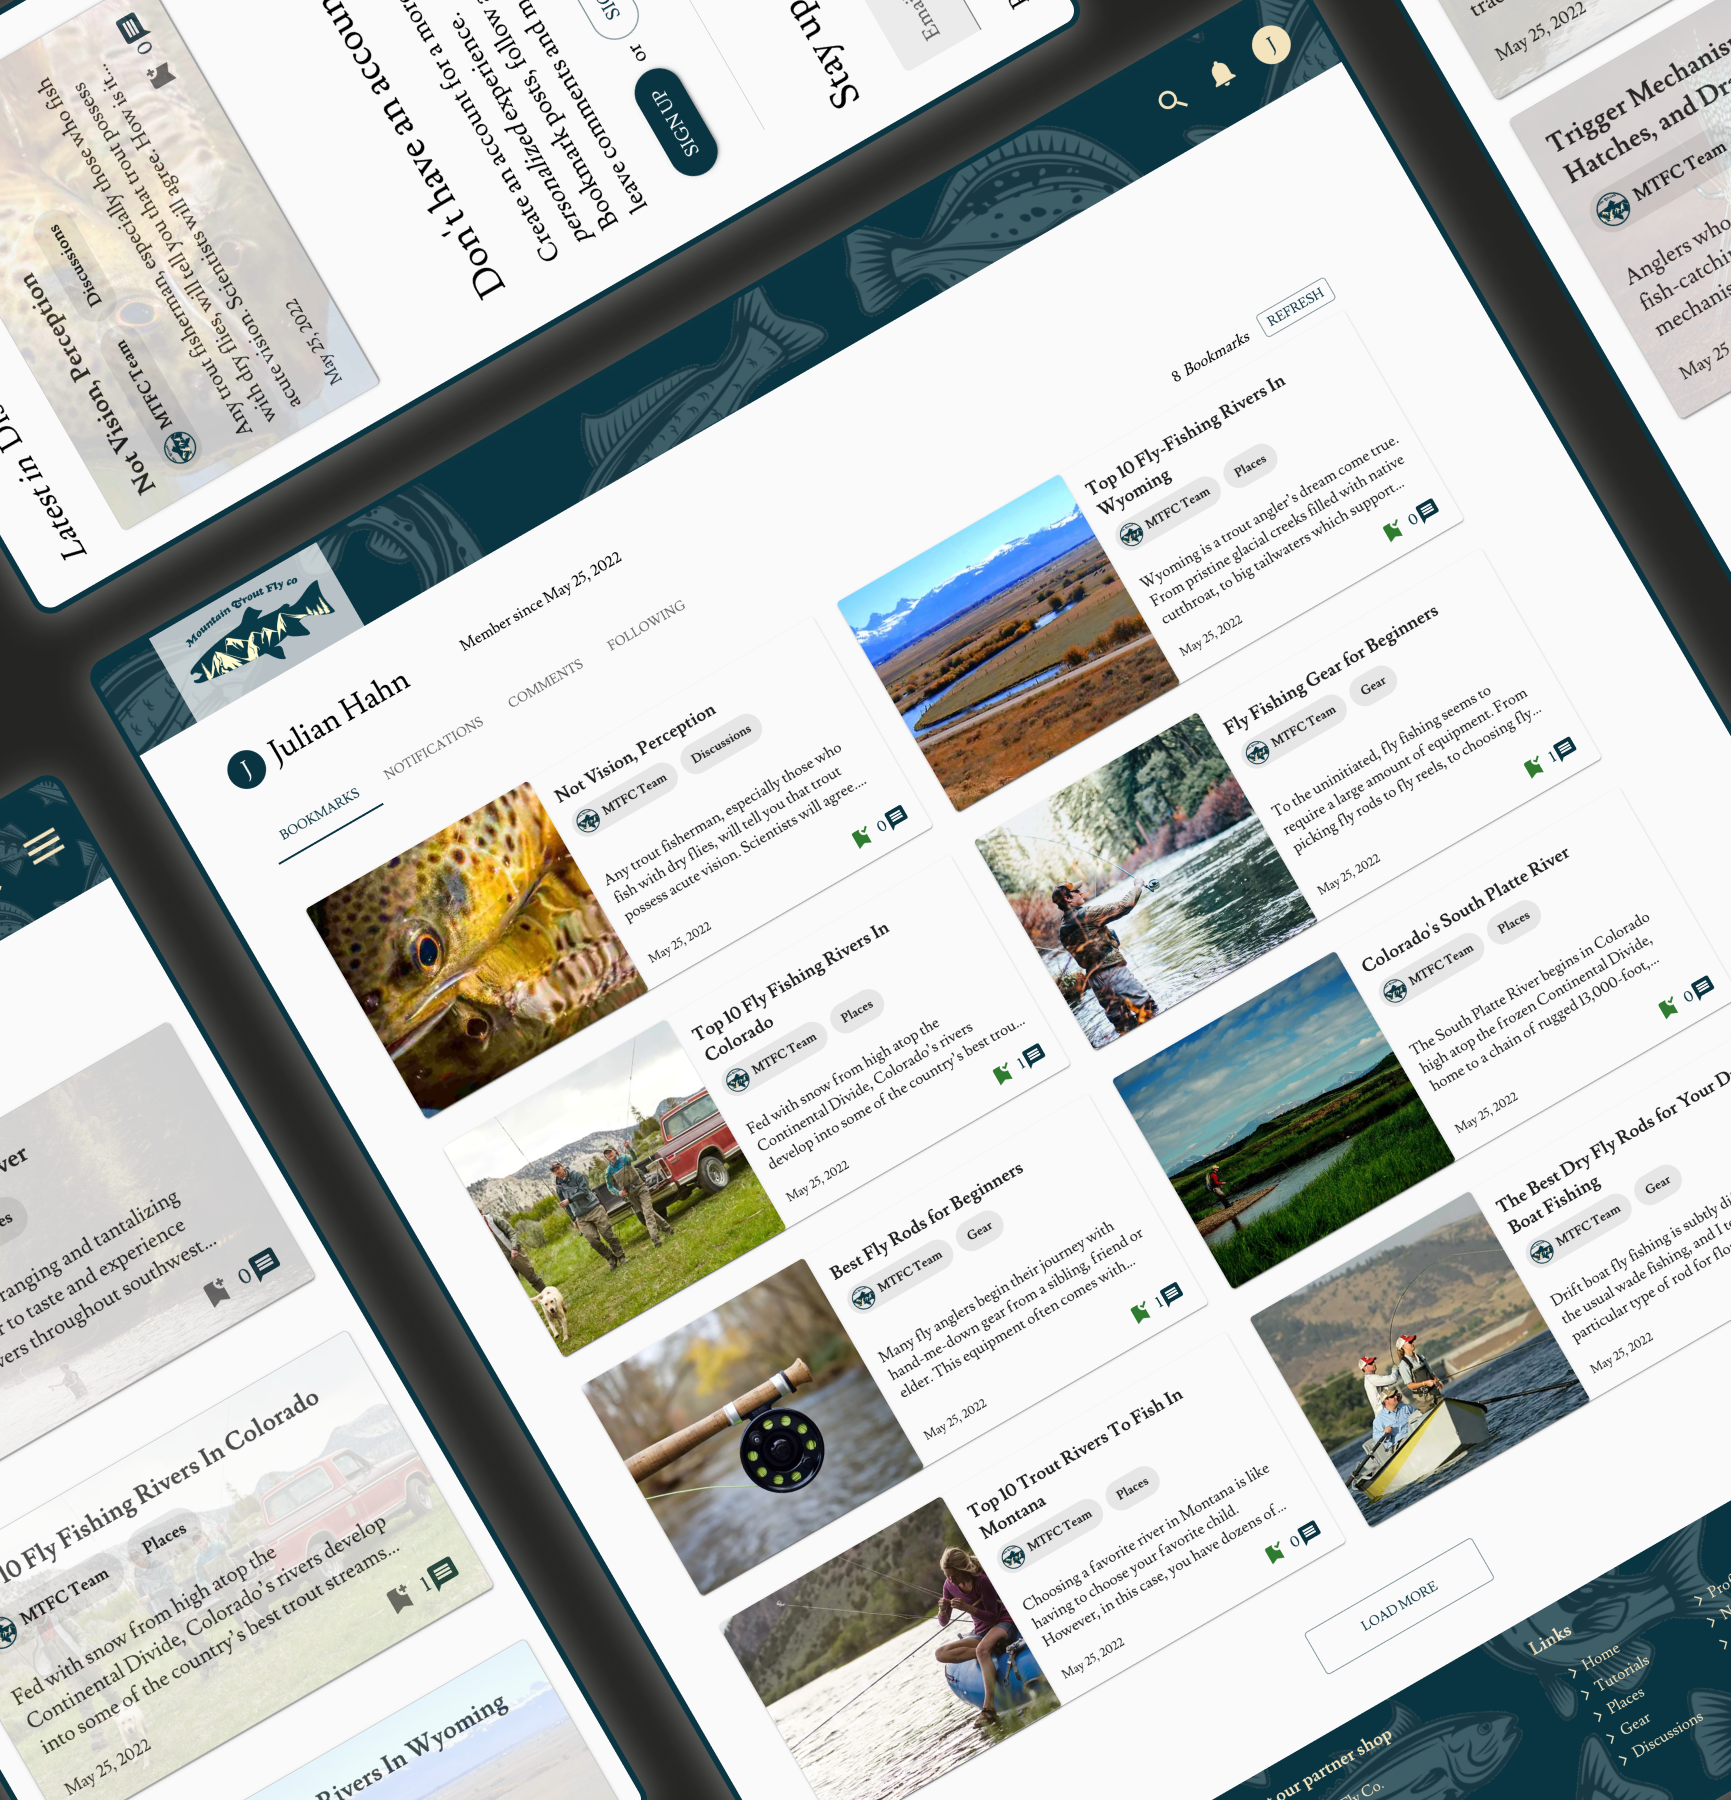 Mountain Trout Fly co
J
J
Julian Hahn
Member since May 25, 2022
BOOKMARKS
NOTIFICATIONS
COMMENTS
FOLLOWING
8 Bookmarks
REFRESH
Not Vision, Perception
MTFC Team
Discussions
Any trout fisherman, especially those who
fish with dry flies, will tell you that trout
possess acute vision. Scientists will agree....
May 25, 2022
0
Top 10 Fly-Fishing Rivers In
Wyoming
MTFC Team
Places
Wyoming is a trout angler's dream come true.
From pristine glacial creeks filled with native
cutthroat, to big tailwaters which support...
May 25, 2022
0
Top 10 Fly Fishing Rivers In
Colorado
MTFC Team
Places
Fed with snow from high atop the
Continental Divide, Colorado's rivers
develop into some of the country's best trou...
May 25, 2022
1
Fly Fishing Gear for Beginners
MTFC Team
Gear
To the uninitiated, fly fishing seems to
require a large amount of equipment. From
picking fly rods to fly reels, to choosing fly...
May 25, 2022
1
Best Fly Rods for Beginners
MTFC Team
Gear
Many fly anglers begin their journey with
hand-me-down gear from a sibling, friend or
elder. This equipment often comes with...
May 25, 2022
1
Colorado's South Platte River
MTFC Team
Places
The South Platte River begins in Colorado
high atop the frozen Continental Divide,
home to a chain of rugged 13,000-foot,...
May 25, 2022
0
Top 10 Trout Rivers To Fish In
Montana
MTFC Team
Places
Choosing a favorite river in Montana is like
having to choose your favorite child.
However, in this case, you have dozens of...
May 25, 2022
0
The Best Dry Fly Rods for Your D
Boat Fishing
MTFC Team
Gear
Drift boat fly fishing is subtly di
the usual wade fishing, and I t
particular type of rod for flo
May 25, 2022
LOAD MORE
our partner shop
Fly Co.
Links
Home
Tutorials
Places
Gear
Discussions
Latest in Dis
Not Vision, Perception
MTFC Team
Discussions
Any trout fisherman, especially those who fish
with dry flies, will tell you that trout possess
acute vision. Scientists will agree. How is it...
May 25, 2022
0
Don't have an accoun
Create an account for a more
personalized experience.
Bookmark posts, follow a
leave comments and m
SIGN UP
or
SIG
Stay up
Emai
May 25, 2022
Trigger Mechanism
Hatches, and Dra
MTFC Team
Anglers who
fish-catchin
mechanis
May 25
ver
es
ranging and tantalizing
r to taste and experience
vers throughout southwest...
0
10 Fly Fishing Rivers In Colorado
MTFC Team
Places
Fed with snow from high atop the
Continental Divide, Colorado's rivers develop
into some of the country's best trout streams...
May 25, 2022
1
Rivers In Wyoming